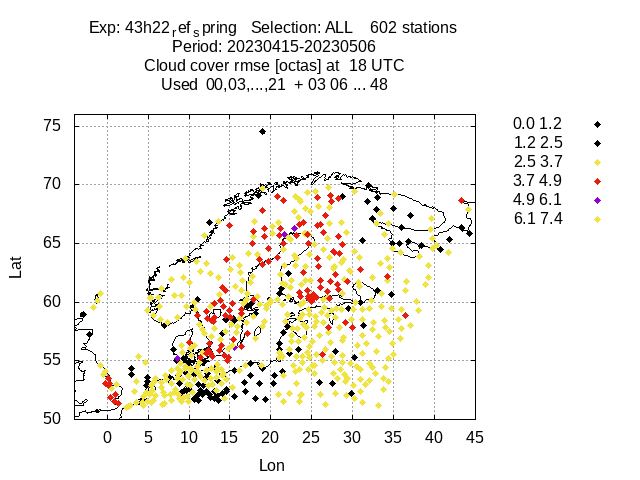 Exp: 43h22refspring   Selection: ALL    602 stations
Period: 20230415-20230506
Cloud cover rmse [octas] at  18 UTC
Used  00,03,...,21  + 03 06 ... 48
75
70
65
60
55
50
Lat
0 5 10 15 20 25 30 35 40 45
Lon
0.0 1.2
1.2 2.5
2.5 3.7
3.7 4.9
4.9 6.1
6.1 7.4